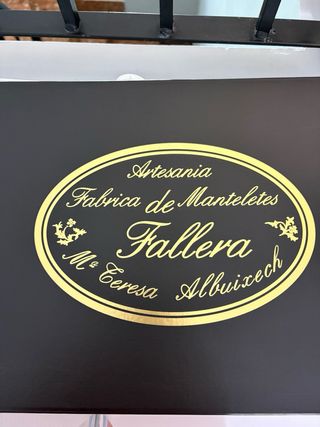 Artesania
Fabrica de Manteletes
Fallera
Mª Teresa Albuixech